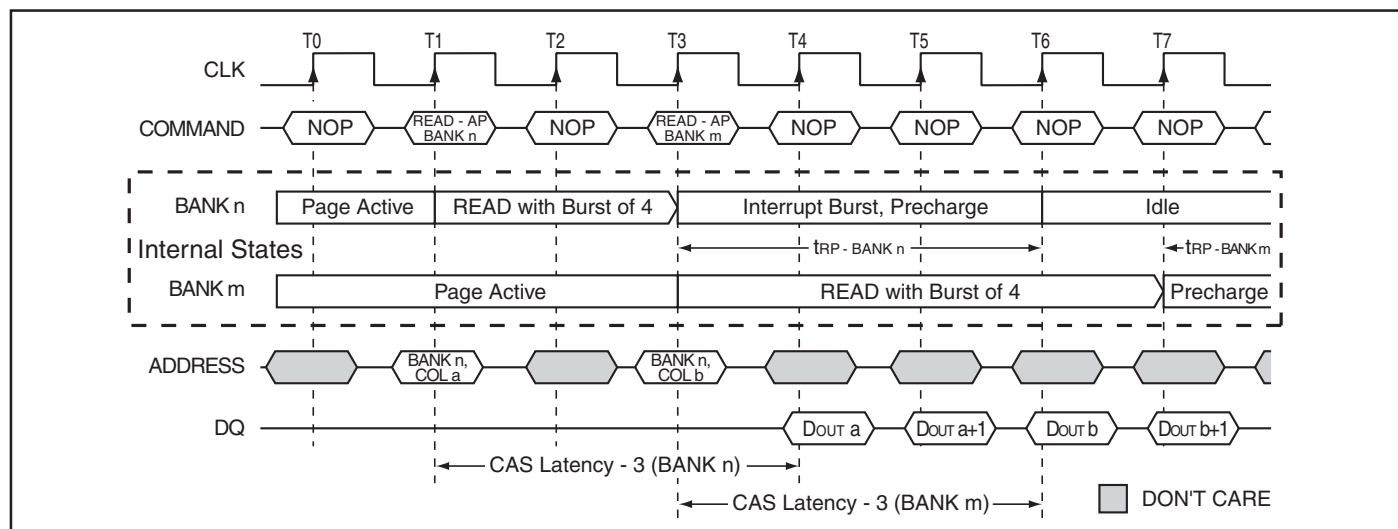 T0 T1 T2 T3 T4 T5 T6 T7
CLK
COMMAND NOP READ - AP BANK n NOP READ - AP BANK m NOP NOP NOP NOP
BANK n Page Active READ with Burst of 4 Interrupt Burst, Precharge Idle
Internal States tRP - BANK n tRP - BANK m
BANK m Page Active READ with Burst of 4 Precharge
ADDRESS BANK n, COL a BANK n, COL b
DQ DOUT a DOUT a+1 DOUT b DOUT b+1
CAS Latency - 3 (BANK n)
CAS Latency - 3 (BANK m) DON'T CARE